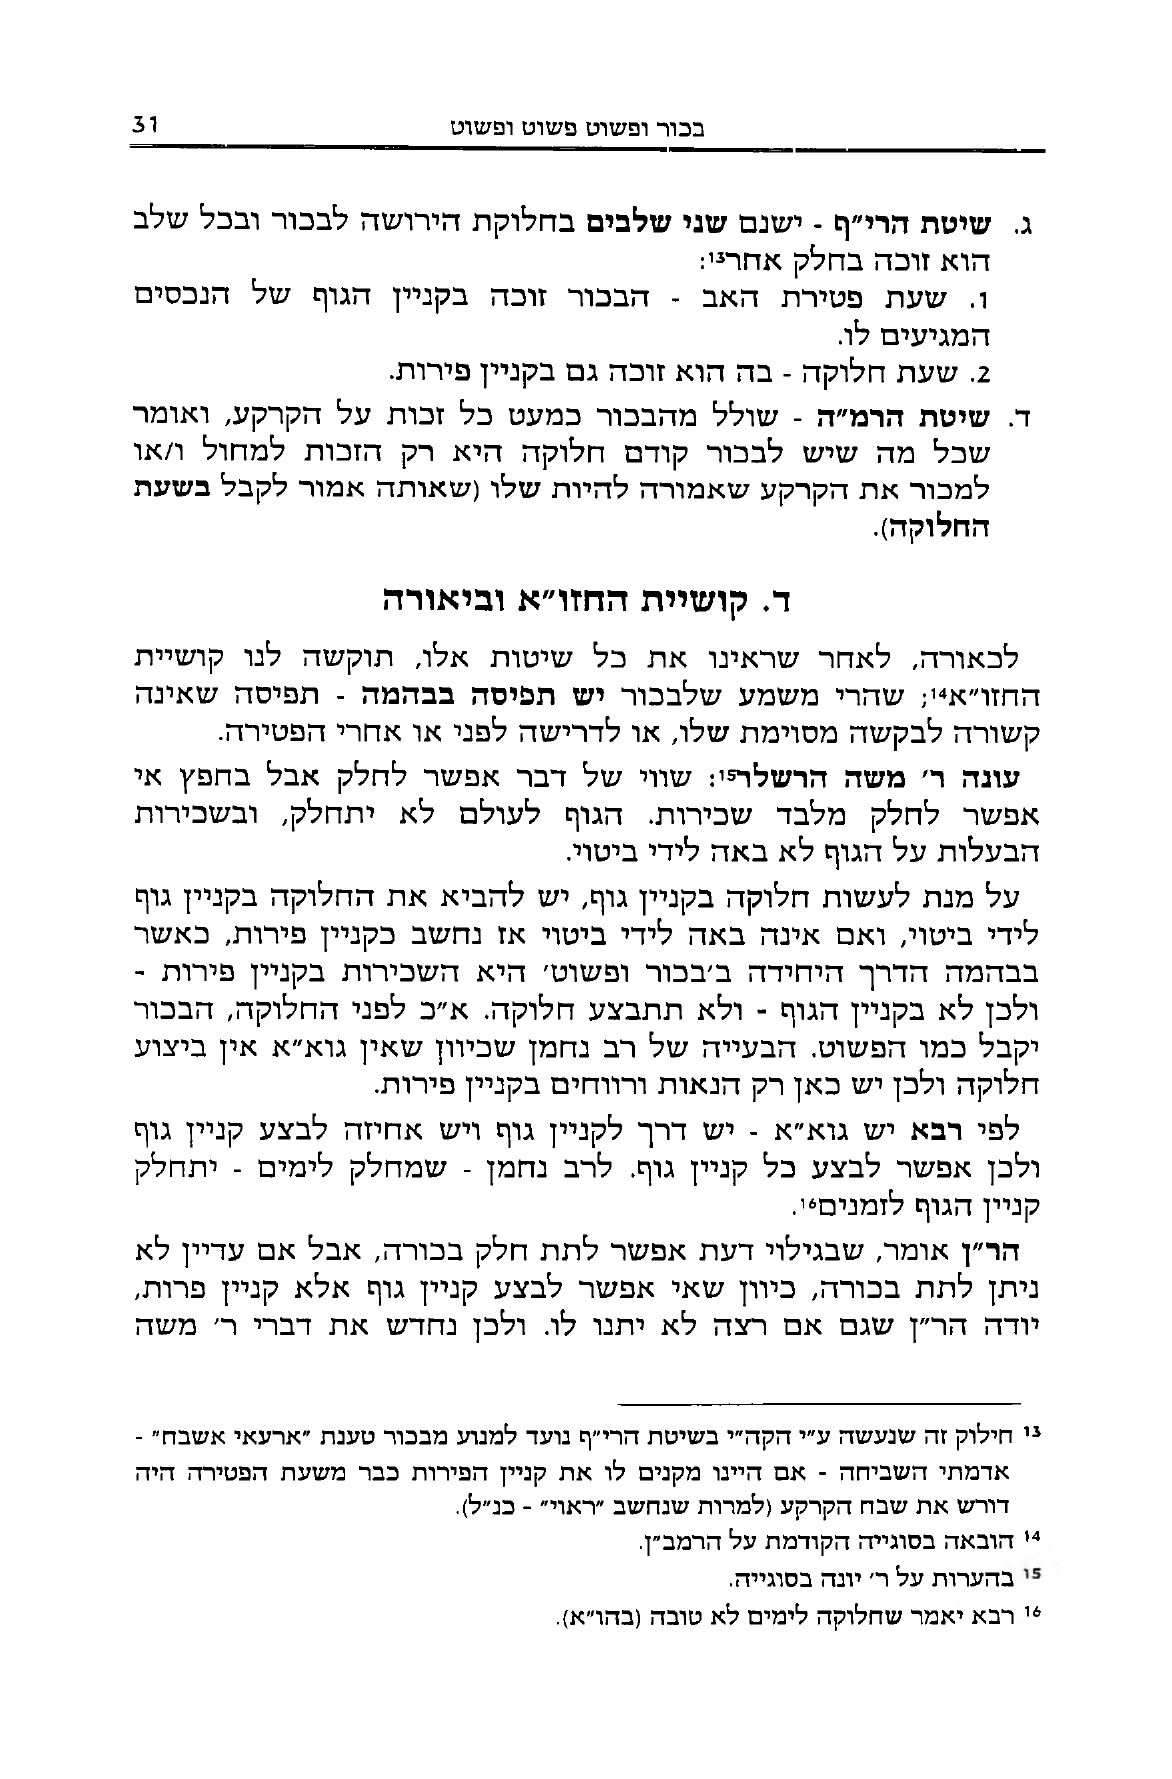 בכור ופשוט פשוט ופשוט 31
ג. שיטת הרי"ף - ישנם שני שלבים בחלוקת הירושה לבכור ובכל שלב
הוא זוכה בחלק אחר¹³:
1. שעת פטירת האב - הבכור זוכה בקניין הגוף של הנכסים
המגיעים לו.
2. שעת חלוקה - בה הוא זוכה גם בקניין פירות.
ד. שיטת הרמ"ה - שולל מהבכור כמעט כל זכות על הקרקע, ואומר
שכל מה שיש לבכור קודם חלוקה היא רק הזכות למחול ו/או
למכור את הקרקע שאמורה להיות שלו (שאותה אמור לקבל בשעת
החלוקה).
ד. קושיית החזו"א וביאורה
לכאורה, לאחר שראינו את כל שיטות אלו, תוקשה לנו קושיית
החזו"א¹⁴; שהרי משמע שלבכור יש תפיסה בבהמה - תפיסה שאינה
קשורה לבקשה מסוימת שלו, או לדרישה לפני או אחרי הפטירה.
עונה ר' משה הרשלר¹⁵: שווי של דבר אפשר לחלק אבל בחפץ אי
אפשר לחלק מלבד שכירות. הגוף לעולם לא יתחלק, ובשכירות
הבעלות על הגוף לא באה לידי ביטוי.
על מנת לעשות חלוקה בקניין גוף, יש להביא את החלוקה בקניין גוף
לידי ביטוי, ואם אינה באה לידי ביטוי אז נחשב כקניין פירות, כאשר
בבהמה הדרך היחידה ב'בכור ופשוט' היא השכירות בקניין פירות -
ולכן לא בקניין הגוף - ולא תתבצע חלוקה. א"כ לפני החלוקה, הבכור
יקבל כמו הפשוט. הבעייה של רב נחמן שכיוון שאין גוא"א אין ביצוע
חלוקה ולכן יש כאן רק הנאות ורווחים בקניין פירות.
לפי רבא יש גוא"א - יש דרך לקניין גוף ויש אחיזה לבצע קניין גוף
ולכן אפשר לבצע כל קניין גוף. לרב נחמן - שמחלק לימים - יתחלק
קניין הגוף לזמנים¹⁶.
הר"ן אומר, שבגילוי דעת אפשר לתת חלק בכורה, אבל אם עדיין לא
ניתן לתת בכורה, כיוון שאי אפשר לבצע קניין גוף אלא קניין פרות,
יודה הר"ן שגם אם רצה לא יתנו לו. ולכן נחדש את דברי ר' משה
¹³ חילוק זה שנעשה ע"י הקה"י בשיטת הרי"ף נועד למנוע מבכור טענת "ארעאי אשבח" -
אדמתי השביחה - אם היינו מקנים לו את קניין הפירות כבר משעת הפטירה היה
דורש את שבח הקרקע (למרות שנחשב "ראוי" - כנ"ל).
¹⁴ הובאה בסוגייה הקודמת על הרמב"ן.
¹⁵ בהערות על ר' יונה בסוגייה.
¹⁶ רבא יאמר שחלוקה לימים לא טובה (בהו"א).